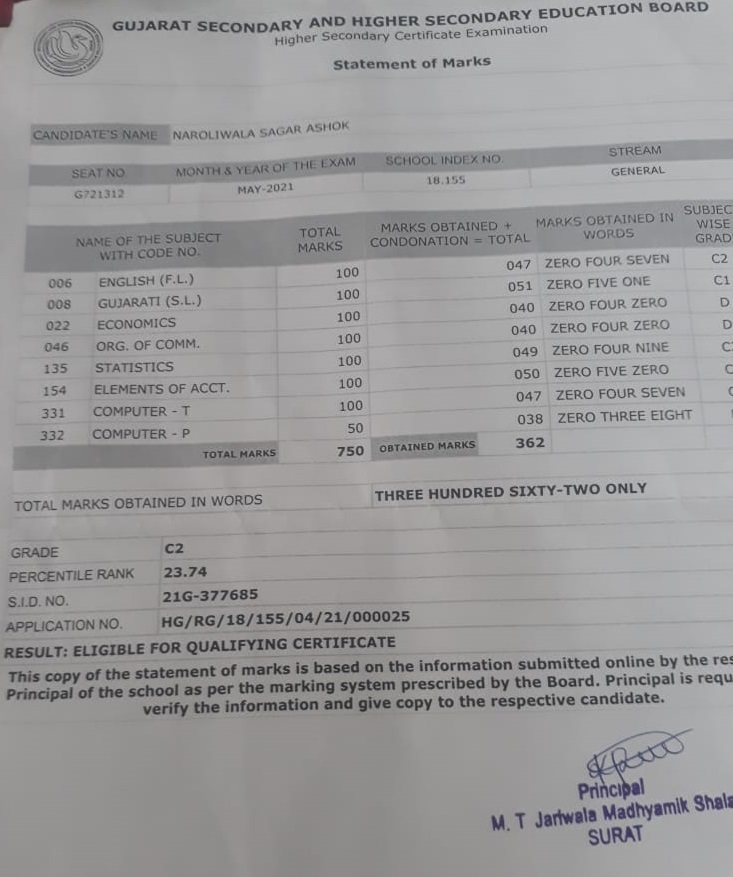 GUJARAT SECONDARY AND HIGHER SECONDARY EDUCATION BOARD
Higher Secondary Certificate Examination
Statement of Marks
CANDIDATE'S NAME NAROLIWALA SAGAR ASHOK
SEAT NO. MONTH & YEAR OF THE EXAM SCHOOL INDEX NO. STREAM
G721312 MAY-2021 18.155 GENERAL
NAME OF THE SUBJECT WITH CODE NO. TOTAL MARKS MARKS OBTAINED + CONDONATION = TOTAL MARKS OBTAINED IN WORDS SUBJEC WISE GRAD
006 ENGLISH (F.L.) 100 047 ZERO FOUR SEVEN C2
008 GUJARATI (S.L.) 100 051 ZERO FIVE ONE C1
022 ECONOMICS 100 040 ZERO FOUR ZERO D
046 ORG. OF COMM. 100 040 ZERO FOUR ZERO D
135 STATISTICS 100 049 ZERO FOUR NINE C
154 ELEMENTS OF ACCT. 100 050 ZERO FIVE ZERO C
331 COMPUTER - T 100 047 ZERO FOUR SEVEN
332 COMPUTER - P 50 038 ZERO THREE EIGHT
TOTAL MARKS 750 OBTAINED MARKS 362
TOTAL MARKS OBTAINED IN WORDS THREE HUNDRED SIXTY-TWO ONLY
GRADE C2
PERCENTILE RANK 23.74
S.I.D. NO. 21G-377685
APPLICATION NO. HG/RG/18/155/04/21/000025
RESULT: ELIGIBLE FOR QUALIFYING CERTIFICATE
This copy of the statement of marks is based on the information submitted online by the res
Principal of the school as per the marking system prescribed by the Board. Principal is requ
verify the information and give copy to the respective candidate.
Principal
M. T Jariwala Madhyamik Shala
SURAT